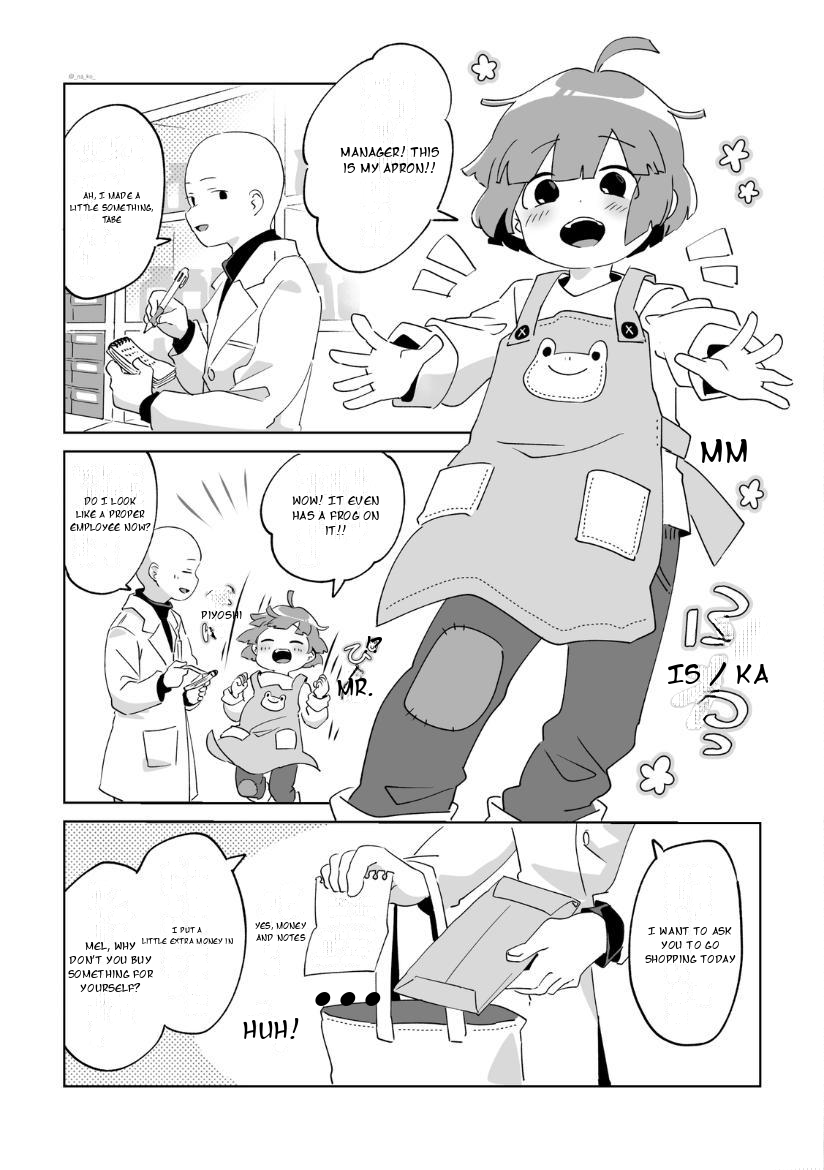 @_na_ko_
MANAGER! THIS
IS MY APRON!!
AH, I MADE A
LITTLE SOMETHING,
TABE
MM
IS / KA
WOW! IT EVEN
HAS A FROG ON
IT!!
DO I LOOK
LIKE A PROPER
EMPLOYEE NOW?
PIYOSHI
MR.
I WANT TO ASK
YOU TO GO
SHOPPING TODAY
YES, MONEY
AND NOTES
I PUT A
LITTLE EXTRA MONEY IN
MEL, WHY
DON'T YOU BUY
SOMETHING FOR
YOURSELF?
●●●
HUH!